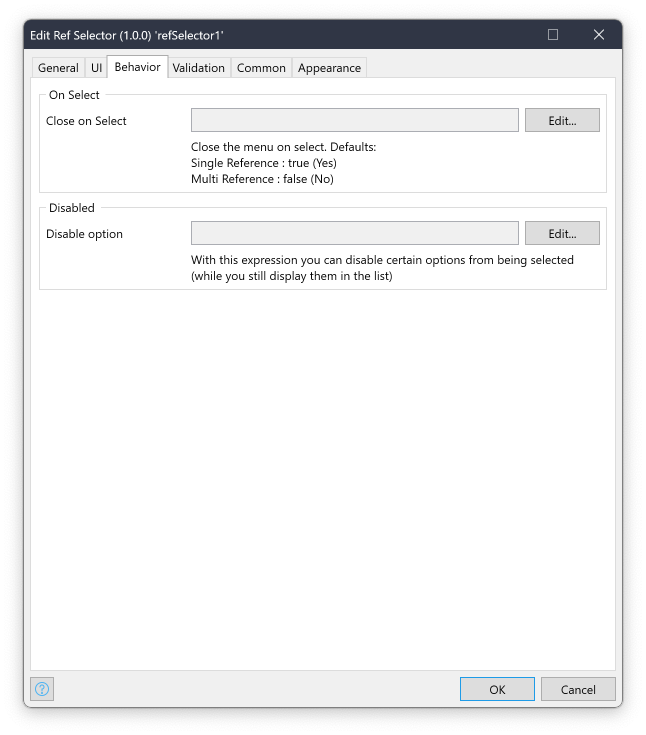 Edit Ref Selector (1.0.0) 'refSelector1'
General UI Behavior Validation Common Appearance
On Select
Close on Select Edit...
Close the menu on select. Defaults:
Single Reference : true (Yes)
Multi Reference : false (No)
Disabled
Disable option Edit...
With this expression you can disable certain options from being selected
(while you still display them in the list)
? OK Cancel